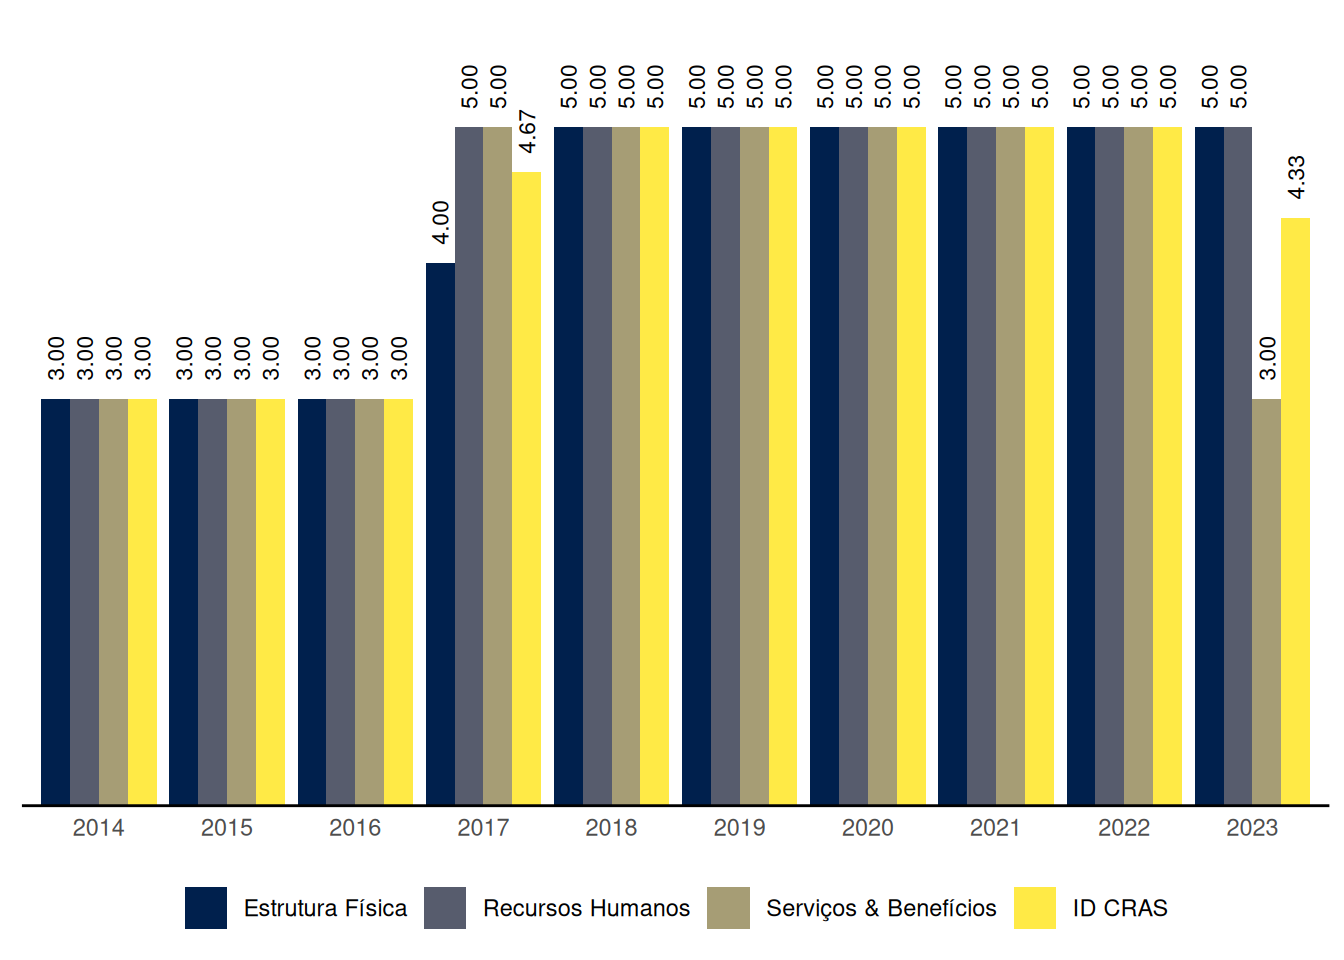 3.00 3.00 3.00 3.00 3.00 3.00 3.00 3.00 3.00 3.00 3.00 3.00 4.00 5.00 5.00 4.67 5.00 5.00 5.00 5.00 5.00 5.00 5.00 5.00 5.00 5.00 5.00 5.00 5.00 5.00 5.00 5.00 5.00 5.00 5.00 5.00 5.00 5.00 3.00 4.33
2014 2015 2016 2017 2018 2019 2020 2021 2022 2023
Estrutura Física Recursos Humanos Serviços & Benefícios ID CRAS